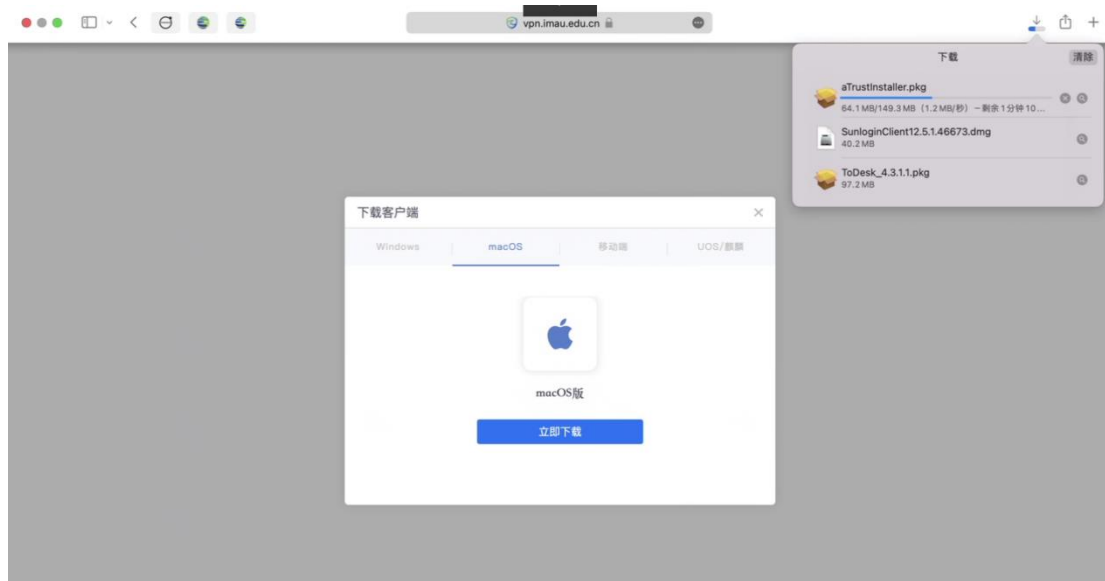 vpn.imau.edu.cn
下载
清除
aTrustInstaller.pkg
64.1 MB/149.3 MB（1.2 MB/秒）－剩余 1 分钟 10...
SunloginClient12.5.1.46673.dmg
40.2 MB
ToDesk_4.3.1.1.pkg
97.2 MB
下载客户端
Windows
macOS
移动端
UOS/麒麟
macOS版
立即下载